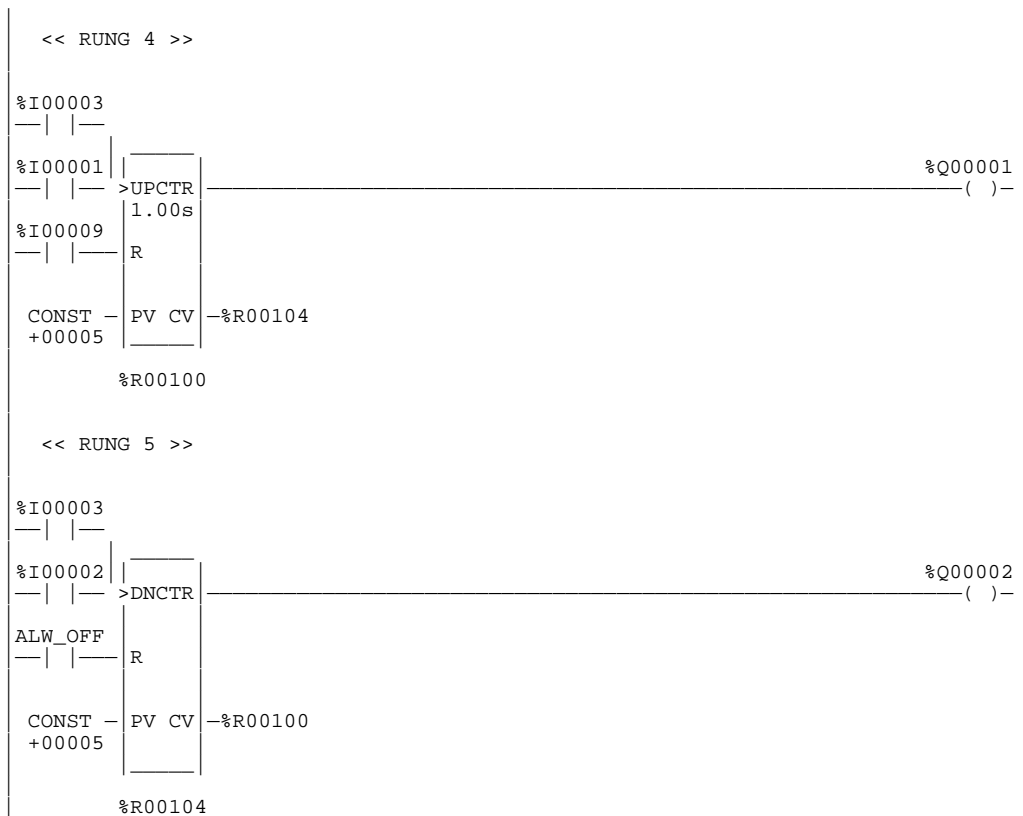 << RUNG 4 >>
%I00003
%I00001 %Q00001
>UPCTR ( )
1.00s
%I00009
R
CONST PV CV %R00104
+00005
%R00100
<< RUNG 5 >>
%I00003
%I00002 %Q00002
>DNCTR ( )
ALW_OFF
R
CONST PV CV %R00100
+00005
%R00104